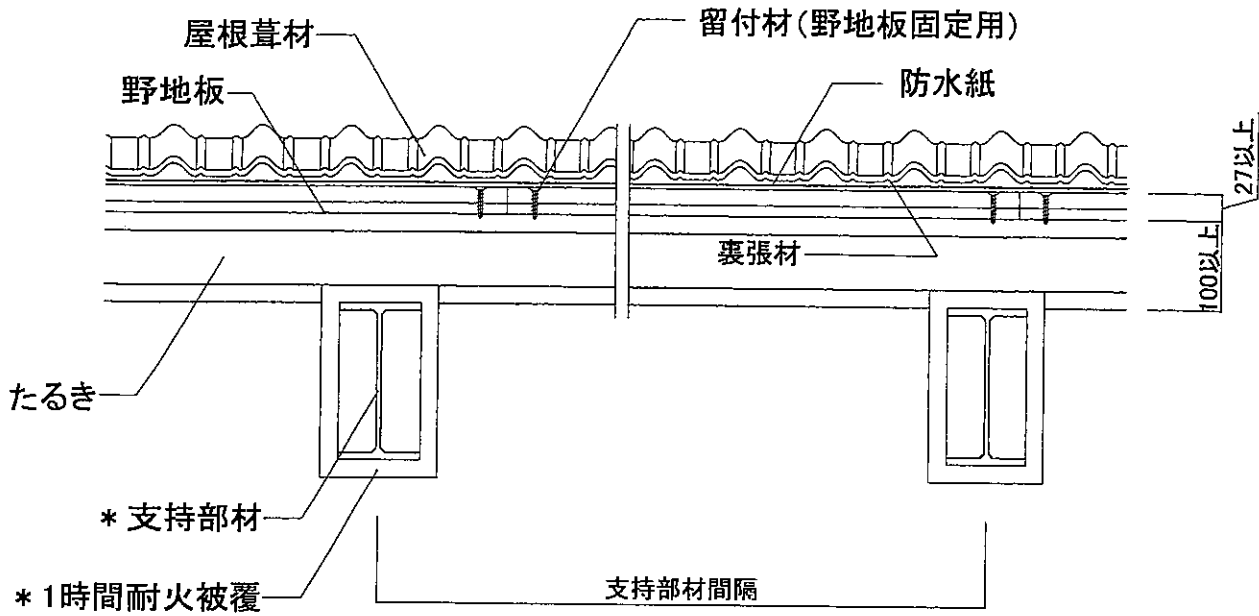 屋根葺材
留付材(野地板固定用)
野地板
防水紙
27以上
裏張材
100以上
たるき
*支持部材
*1時間耐火被覆
支持部材間隔